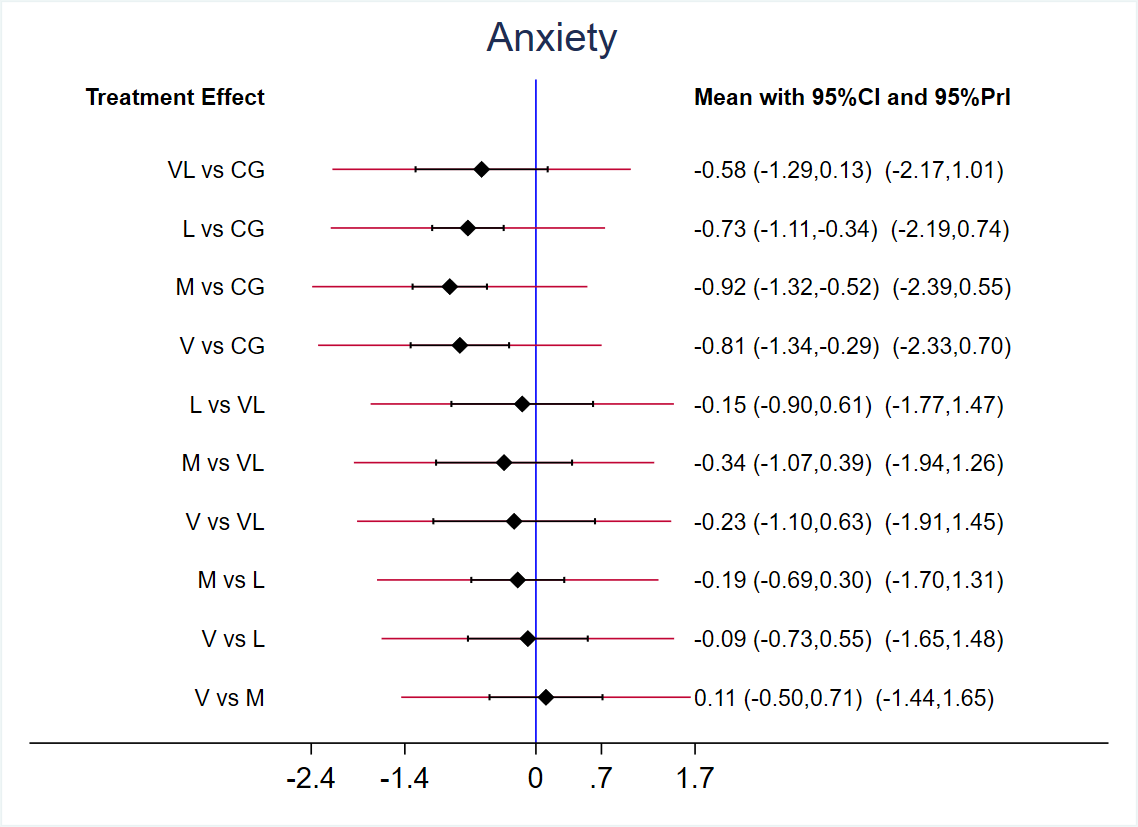 Anxiety
Treatment Effect Mean with 95%CI and 95%PrI
VL vs CG -0.58 (-1.29,0.13) (-2.17,1.01)
L vs CG -0.73 (-1.11,-0.34) (-2.19,0.74)
M vs CG -0.92 (-1.32,-0.52) (-2.39,0.55)
V vs CG -0.81 (-1.34,-0.29) (-2.33,0.70)
L vs VL -0.15 (-0.90,0.61) (-1.77,1.47)
M vs VL -0.34 (-1.07,0.39) (-1.94,1.26)
V vs VL -0.23 (-1.10,0.63) (-1.91,1.45)
M vs L -0.19 (-0.69,0.30) (-1.70,1.31)
V vs L -0.09 (-0.73,0.55) (-1.65,1.48)
V vs M 0.11 (-0.50,0.71) (-1.44,1.65)
-2.4 -1.4 0 .7 1.7